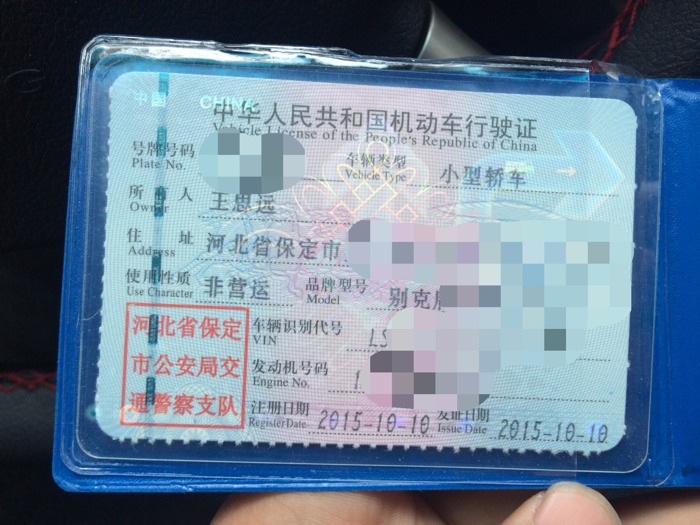 中国 CHINA
中华人民共和国机动车行驶证
Vehicle License of the People's Republic of China
号牌号码
Plate No.
车辆类型 小型轿车
Vehicle Type
所有人 王思远
Owner
住址 河北省保定市
Address
使用性质 非营运 品牌型号 别克
Use Character Model
河北省保定
市公安局交
通警察支队
车辆识别代号 LS
VIN
发动机号码 1
Engine No.
注册日期 2015-10-10 发证日期 2015-10-10
Register Date Issue Date